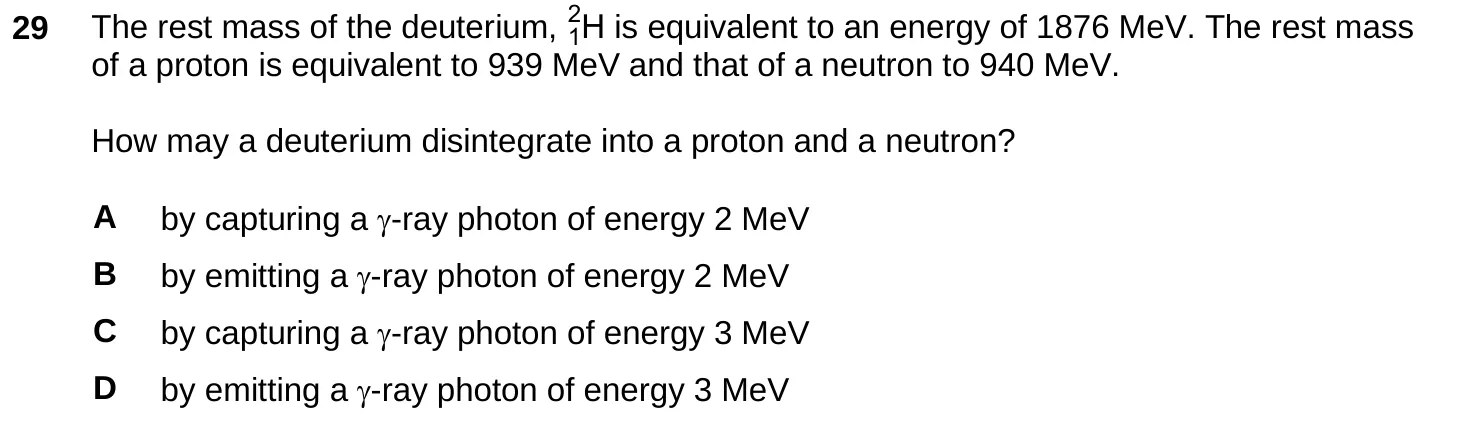 29 The rest mass of the deuterium, ²₁H is equivalent to an energy of 1876 MeV. The rest mass
of a proton is equivalent to 939 MeV and that of a neutron to 940 MeV.
How may a deuterium disintegrate into a proton and a neutron?
A by capturing a γ-ray photon of energy 2 MeV
B by emitting a γ-ray photon of energy 2 MeV
C by capturing a γ-ray photon of energy 3 MeV
D by emitting a γ-ray photon of energy 3 MeV